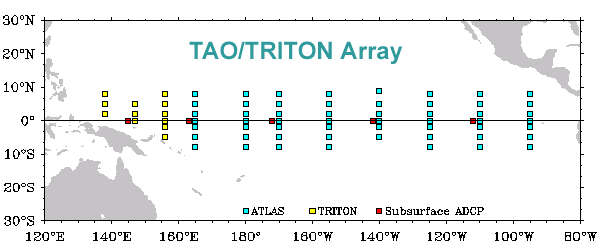 30°N
TAO/TRITON Array
20°N
10°N
0°
10°S
20°S
ATLAS TRITON Subsurface ADCP
30°S
120°E 140°E 160°E 180° 160°W 140°W 120°W 100°W 80°W